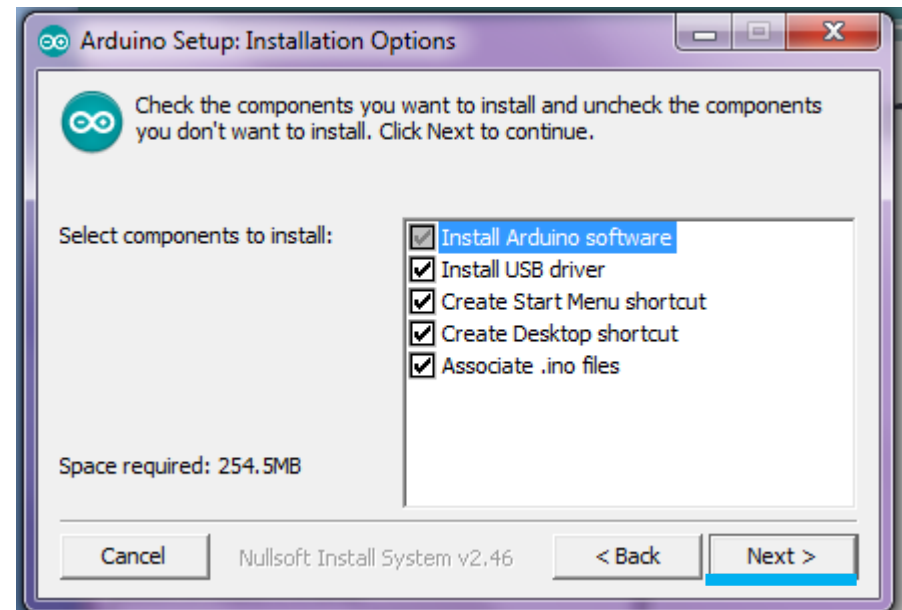 Arduino Setup: Installation Options
Check the components you want to install and uncheck the components
you don't want to install. Click Next to continue.
Select components to install:
Install Arduino software
Install USB driver
Create Start Menu shortcut
Create Desktop shortcut
Associate .ino files
Space required: 254.5MB
Cancel
Nullsoft Install System v2.46
< Back
Next >